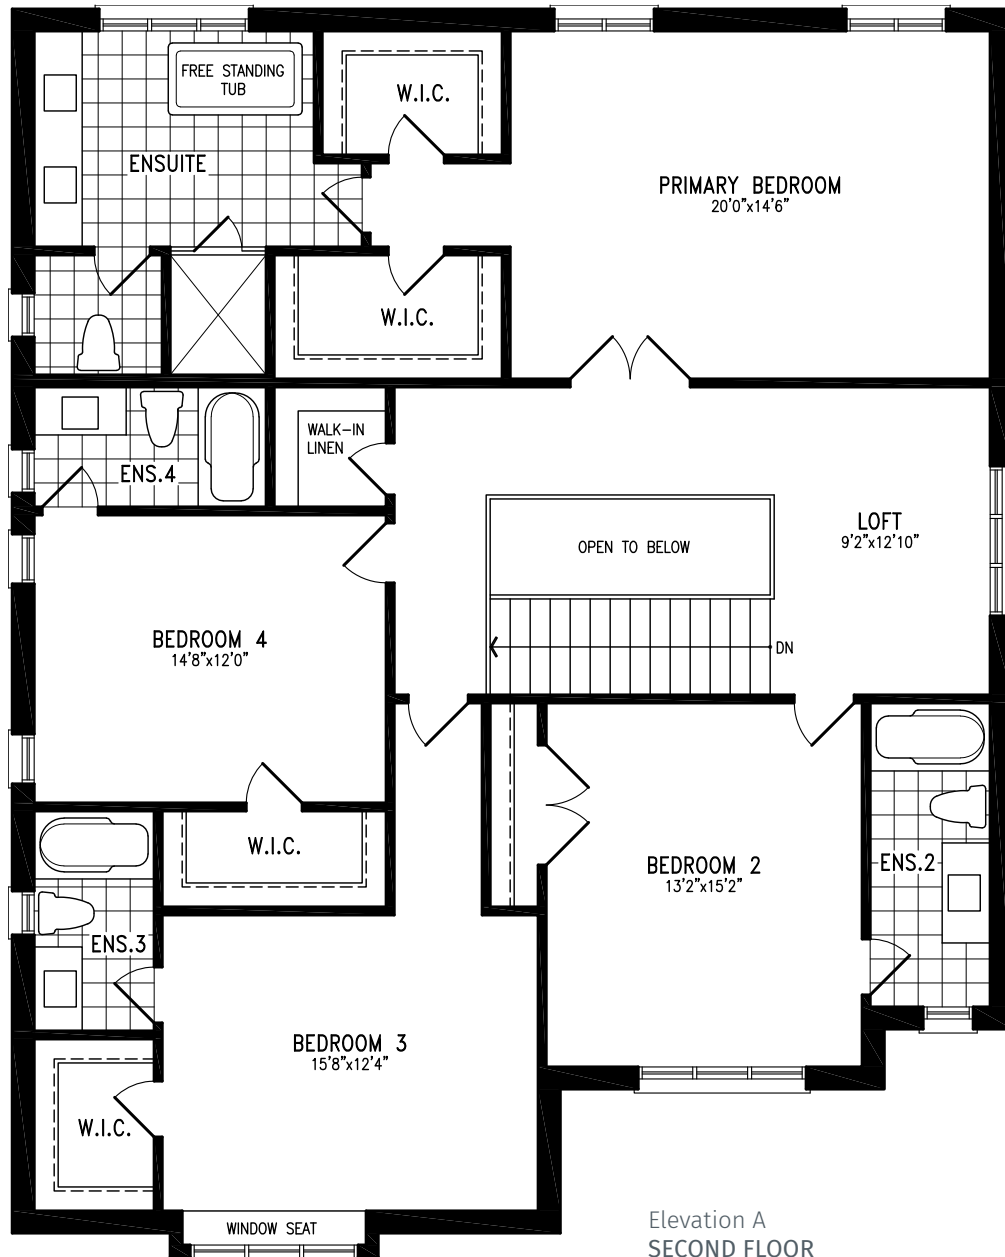 FREE STANDING
TUB
W.I.C.
ENSUITE
PRIMARY BEDROOM
20'0"x14'6"
W.I.C.
WALK-IN
LINEN
ENS.4
LOFT
9'2"x12'10"
OPEN TO BELOW
BEDROOM 4
14'8"x12'0"
DN
W.I.C.
BEDROOM 2
13'2"x15'2"
ENS.2
ENS.3
BEDROOM 3
15'8"x12'4"
W.I.C.
WINDOW SEAT
Elevation A
SECOND FLOOR